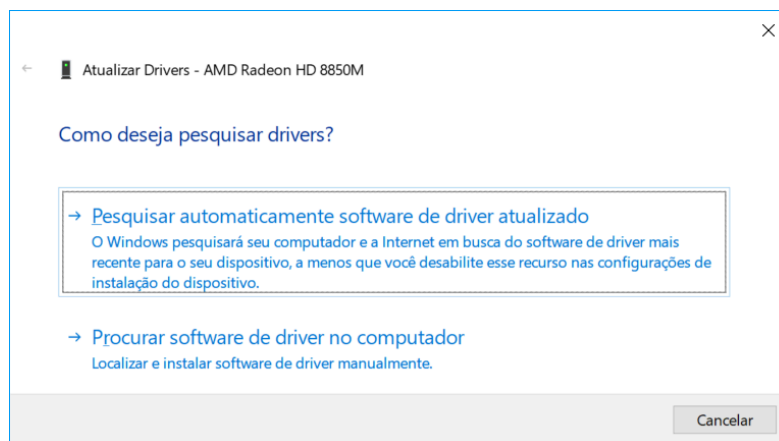 Atualizar Drivers - AMD Radeon HD 8850M
Como deseja pesquisar drivers?
Pesquisar automaticamente software de driver atualizado
O Windows pesquisará seu computador e a Internet em busca do software de driver mais
recente para o seu dispositivo, a menos que você desabilite esse recurso nas configurações de
instalação do dispositivo.
Procurar software de driver no computador
Localizar e instalar software de driver manualmente.
Cancelar